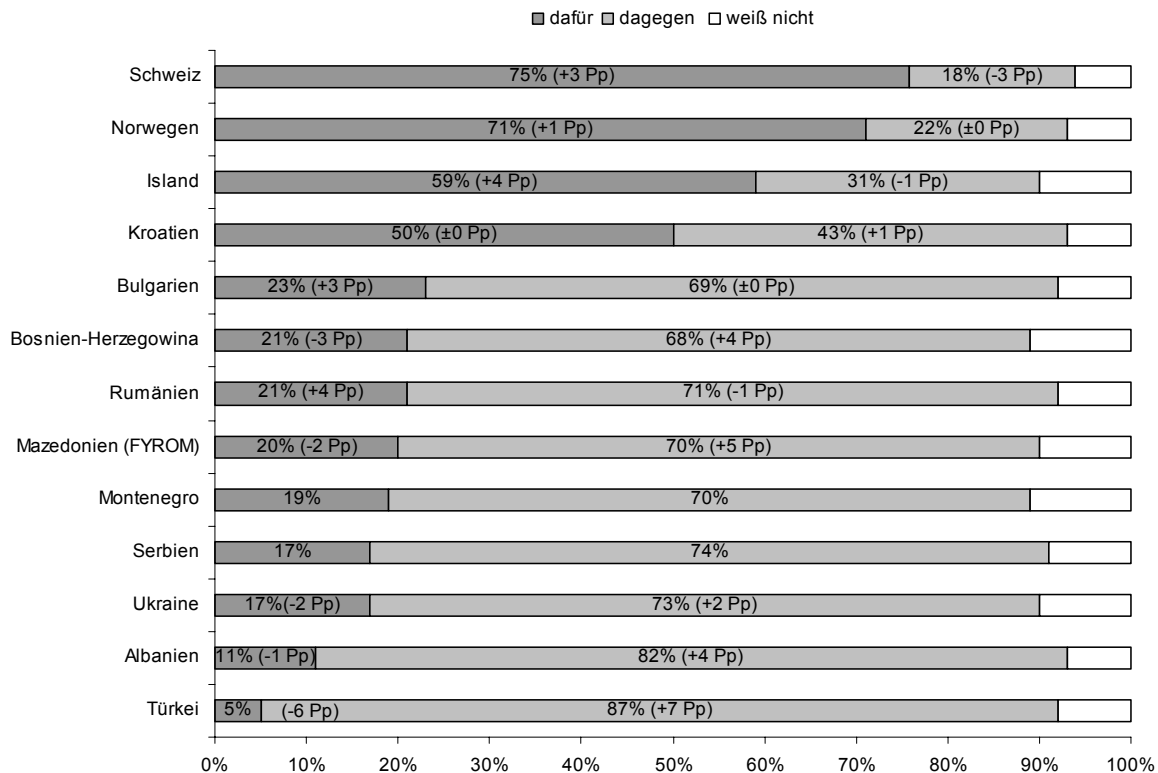 dafür dagegen weiß nicht
Schweiz 75% (+3 Pp) 18% (-3 Pp)
Norwegen 71% (+1 Pp) 22% (±0 Pp)
Island 59% (+4 Pp) 31% (-1 Pp)
Kroatien 50% (±0 Pp) 43% (+1 Pp)
Bulgarien 23% (+3 Pp) 69% (±0 Pp)
Bosnien-Herzegowina 21% (-3 Pp) 68% (+4 Pp)
Rumänien 21% (+4 Pp) 71% (-1 Pp)
Mazedonien (FYROM) 20% (-2 Pp) 70% (+5 Pp)
Montenegro 19% 70%
Serbien 17% 74%
Ukraine 17%(-2 Pp) 73% (+2 Pp)
Albanien 11% (-1 Pp) 82% (+4 Pp)
Türkei 5% (-6 Pp) 87% (+7 Pp)
0% 10% 20% 30% 40% 50% 60% 70% 80% 90% 100%